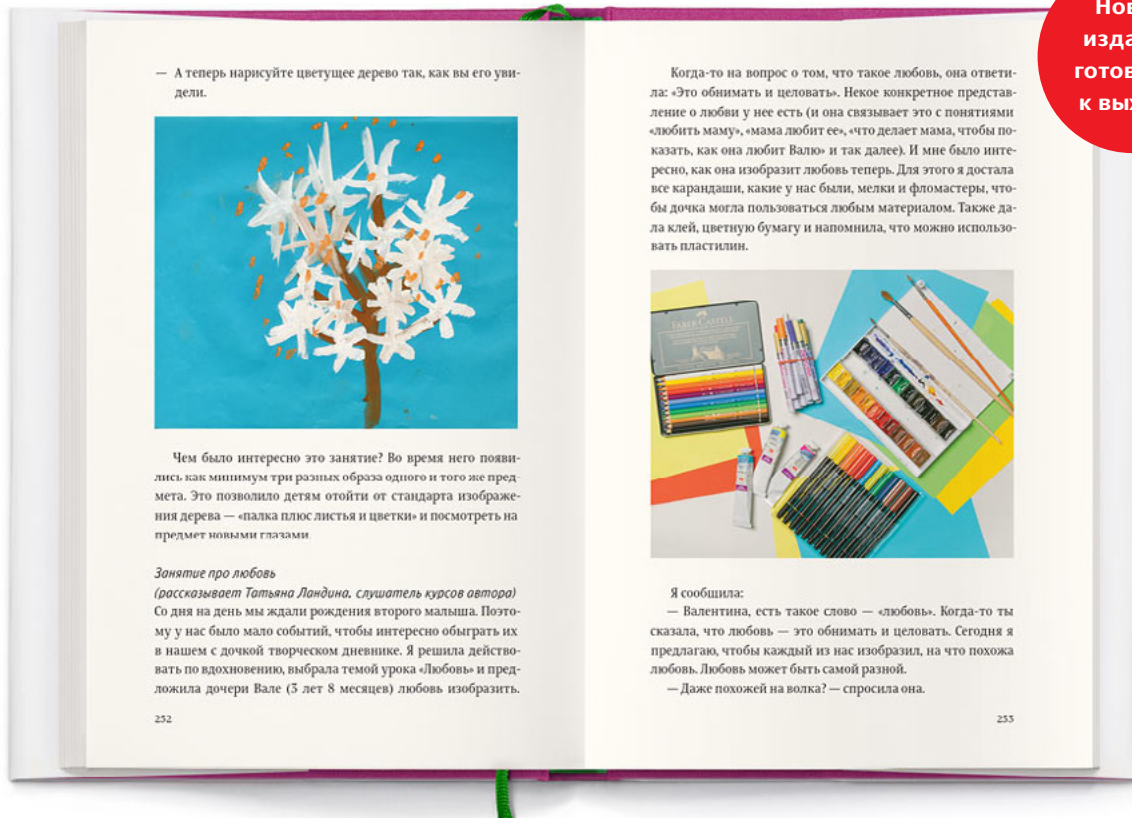 — А теперь нарисуйте цветущее дерево так, как вы его уви-
дели.
Чем было интересно это занятие? Во время него появи-
лись как минимум три разных образа одного и того же пред-
мета. Это позволило детям отойти от стандарта изображе-
ния дерева — «палка плюс листья и цветки» и посмотреть на
предмет новыми глазами.
Занятие про любовь
(рассказывает Татьяна Ландина, слушатель курсов автора)
Со дня на день мы ждали рождения второго малыша. Поэто-
му у нас было мало событий, чтобы интересно обыграть их
в нашем с дочкой творческом дневнике. Я решила действо-
вать по вдохновению, выбрала темой урока «Любовь» и пред-
ложила дочери Вале (3 лет 8 месяцев) любовь изобразить.
252
Когда-то на вопрос о том, что такое любовь, она ответи-
ла: «Это обнимать и целовать». Некое конкретное представ-
ление о любви у нее есть (и она связывает это с понятиями
«любить маму», «мама любит ее», «что делает мама, чтобы по-
казать, как она любит Валю» и так далее). И мне было инте-
ресно, как она изобразит любовь теперь. Для этого я достала
все карандаши, какие у нас были, мелки и фломастеры, что-
бы дочка могла пользоваться любым материалом. Также да-
ла клей, цветную бумагу и напомнила, что можно использо-
вать пластилин.
FABER-CASTELL
Я сообщила:
— Валентина, есть такое слово — «любовь». Когда-то ты
сказала, что любовь — это обнимать и целовать. Сегодня я
предлагаю, чтобы каждый из нас изобразил, на что похожа
любовь. Любовь может быть самой разной.
— Даже похожей на волка? — спросила она.
253
Нов
изда
готов
к вых